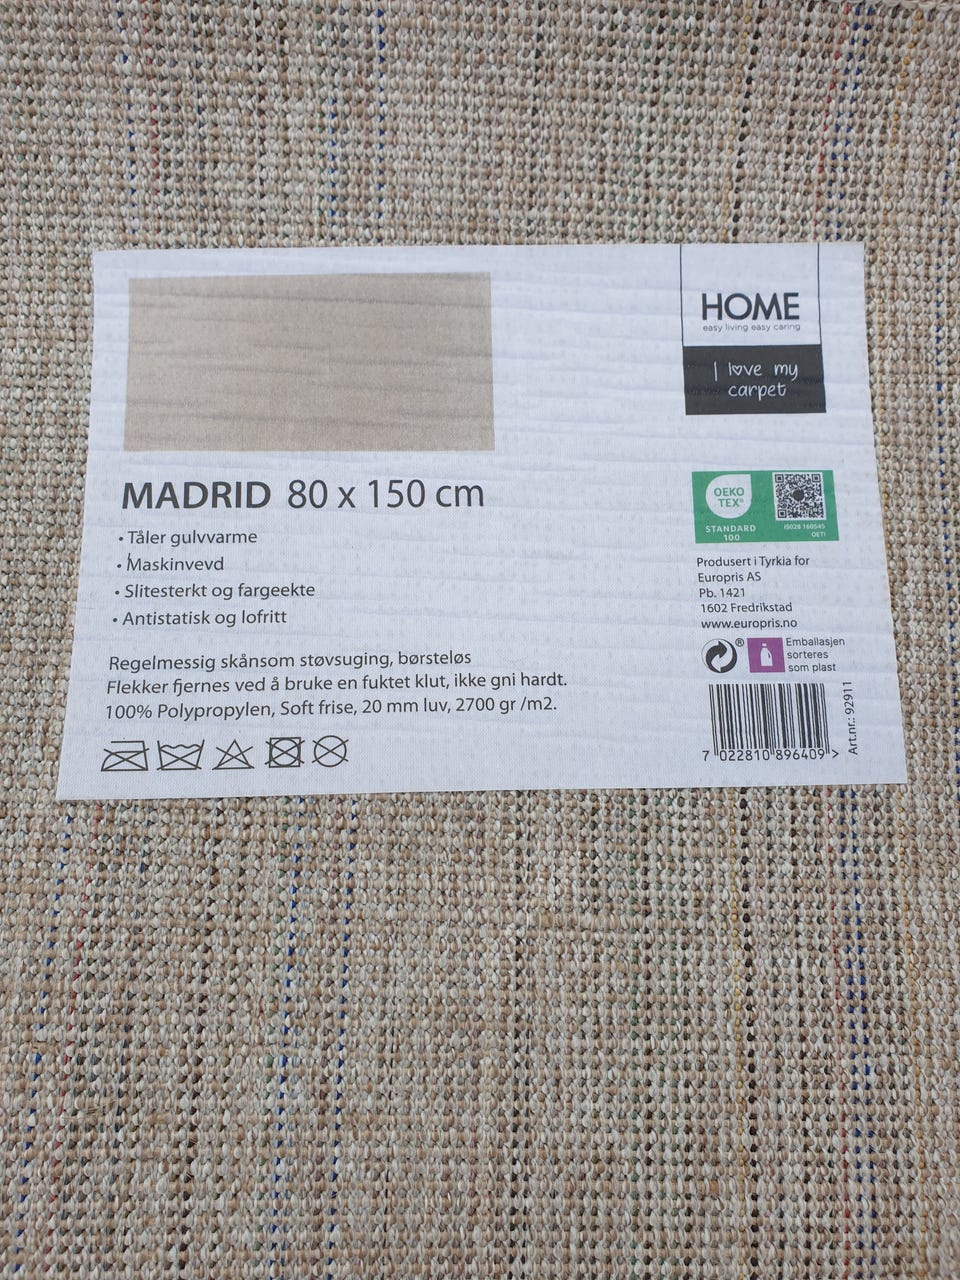 HOME
easy living easy caring
I love my
carpet
MADRID 80 x 150 cm
• Tåler gulvvarme
• Maskinvevd
• Slitesterkt og fargeekte
• Antistatisk og lofritt
Regelmessig skånsom støvsuging, børsteløs
Flekker fjernes ved å bruke en fuktet klut, ikke gni hardt.
100% Polypropylen, Soft frise, 20 mm luv, 2700 gr /m2.
OEKO
TEX®
STANDARD
100
IS028 160545
OETI
Produsert i Tyrkia for
Europris AS
Pb. 1421
1602 Fredrikstad
www.europris.no
®
Emballasjen
sorteres
som plast
7 022810 896409 >
Art.nr.: 92911